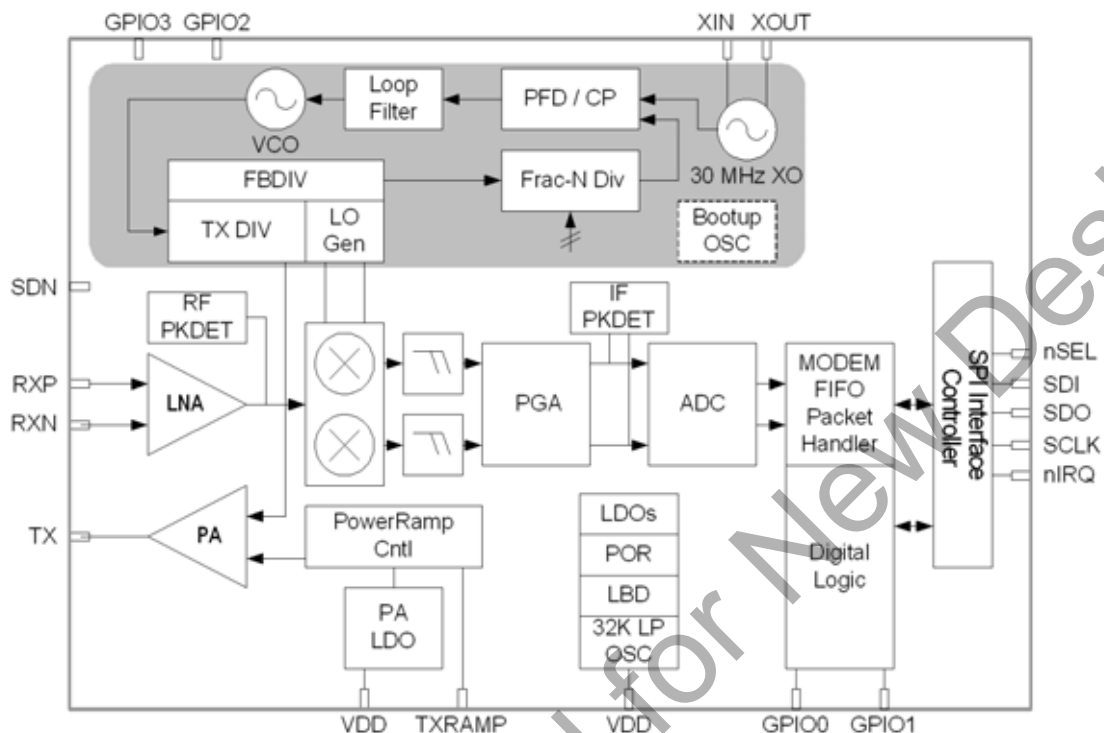 GPIO3 GPIO2
XIN XOUT
Loop
Filter
PFD / CP
VCO
30 MHz XO
FBDIV
Frac-N Div
TX DIV
LO
Gen
Bootup
OSC
SDN
RF
PKDET
IF
PKDET
RXP
RXN
LNA
PGA
ADC
MODEM
FIFO
Packet
Handler
SPI Interface
Controller
nSEL
SDI
SDO
SCLK
nIRQ
TX
PA
PowerRamp
Cntl
PA
LDO
LDOs
POR
LBD
32K LP
OSC
Digital
Logic
VDD
TXRAMP
VDD
GPIO0
GPIO1
for New Des